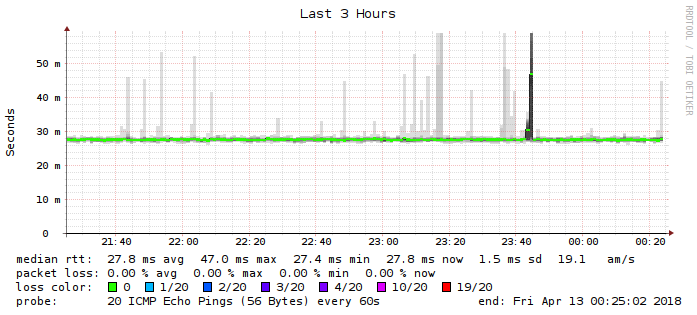 Last 3 Hours
RRDTOOL / TOBI OETIKER
Seconds
50 m
40 m
30 m
20 m
10 m
0
21:40 22:00 22:20 22:40 23:00 23:20 23:40 00:00 00:20
median rtt: 27.8 ms avg 47.0 ms max 27.4 ms min 27.8 ms now 1.5 ms sd 19.1 am/s
packet loss: 0.00 % avg 0.00 % max 0.00 % min 0.00 % now
loss color: 0 1/20 2/20 3/20 4/20 10/20 19/20
probe: 20 ICMP Echo Pings (56 Bytes) every 60s end: Fri Apr 13 00:25:02 2018